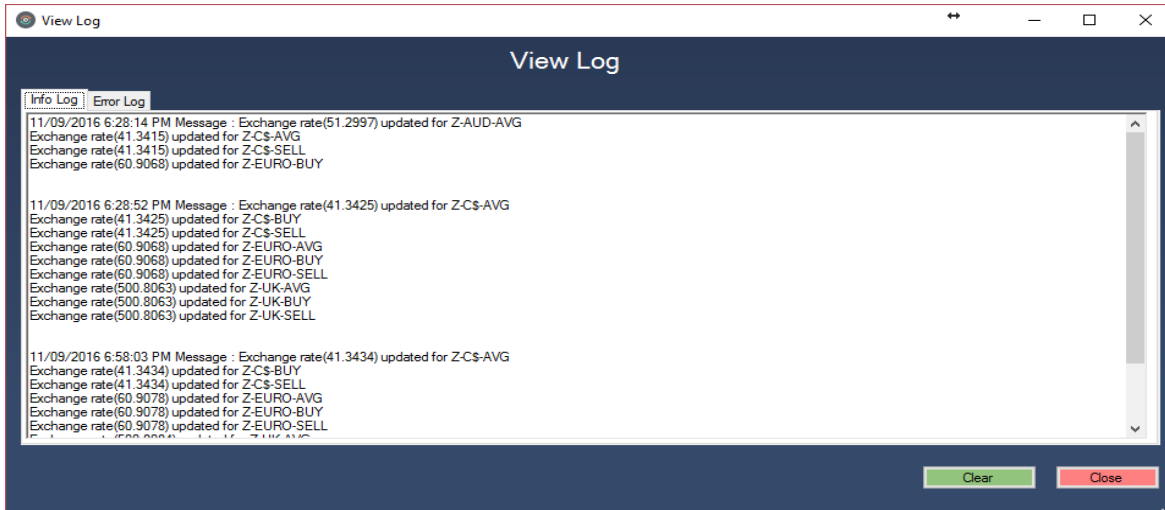 View Log
View Log
Info Log Error Log
11/09/2016 6:28:14 PM Message : Exchange rate(51.2997) updated for Z-AUD-AVG
Exchange rate(41.3415) updated for Z-C$-AVG
Exchange rate(41.3415) updated for Z-C$-SELL
Exchange rate(60.9068) updated for Z-EURO-BUY
11/09/2016 6:28:52 PM Message : Exchange rate(41.3425) updated for Z-C$-AVG
Exchange rate(41.3425) updated for Z-C$-BUY
Exchange rate(41.3425) updated for Z-C$-SELL
Exchange rate(60.9068) updated for Z-EURO-AVG
Exchange rate(60.9068) updated for Z-EURO-BUY
Exchange rate(60.9068) updated for Z-EURO-SELL
Exchange rate(500.8063) updated for Z-UK-AVG
Exchange rate(500.8063) updated for Z-UK-BUY
Exchange rate(500.8063) updated for Z-UK-SELL
11/09/2016 6:58:03 PM Message : Exchange rate(41.3434) updated for Z-C$-AVG
Exchange rate(41.3434) updated for Z-C$-BUY
Exchange rate(41.3434) updated for Z-C$-SELL
Exchange rate(60.9078) updated for Z-EURO-AVG
Exchange rate(60.9078) updated for Z-EURO-BUY
Exchange rate(60.9078) updated for Z-EURO-SELL
Clear Close